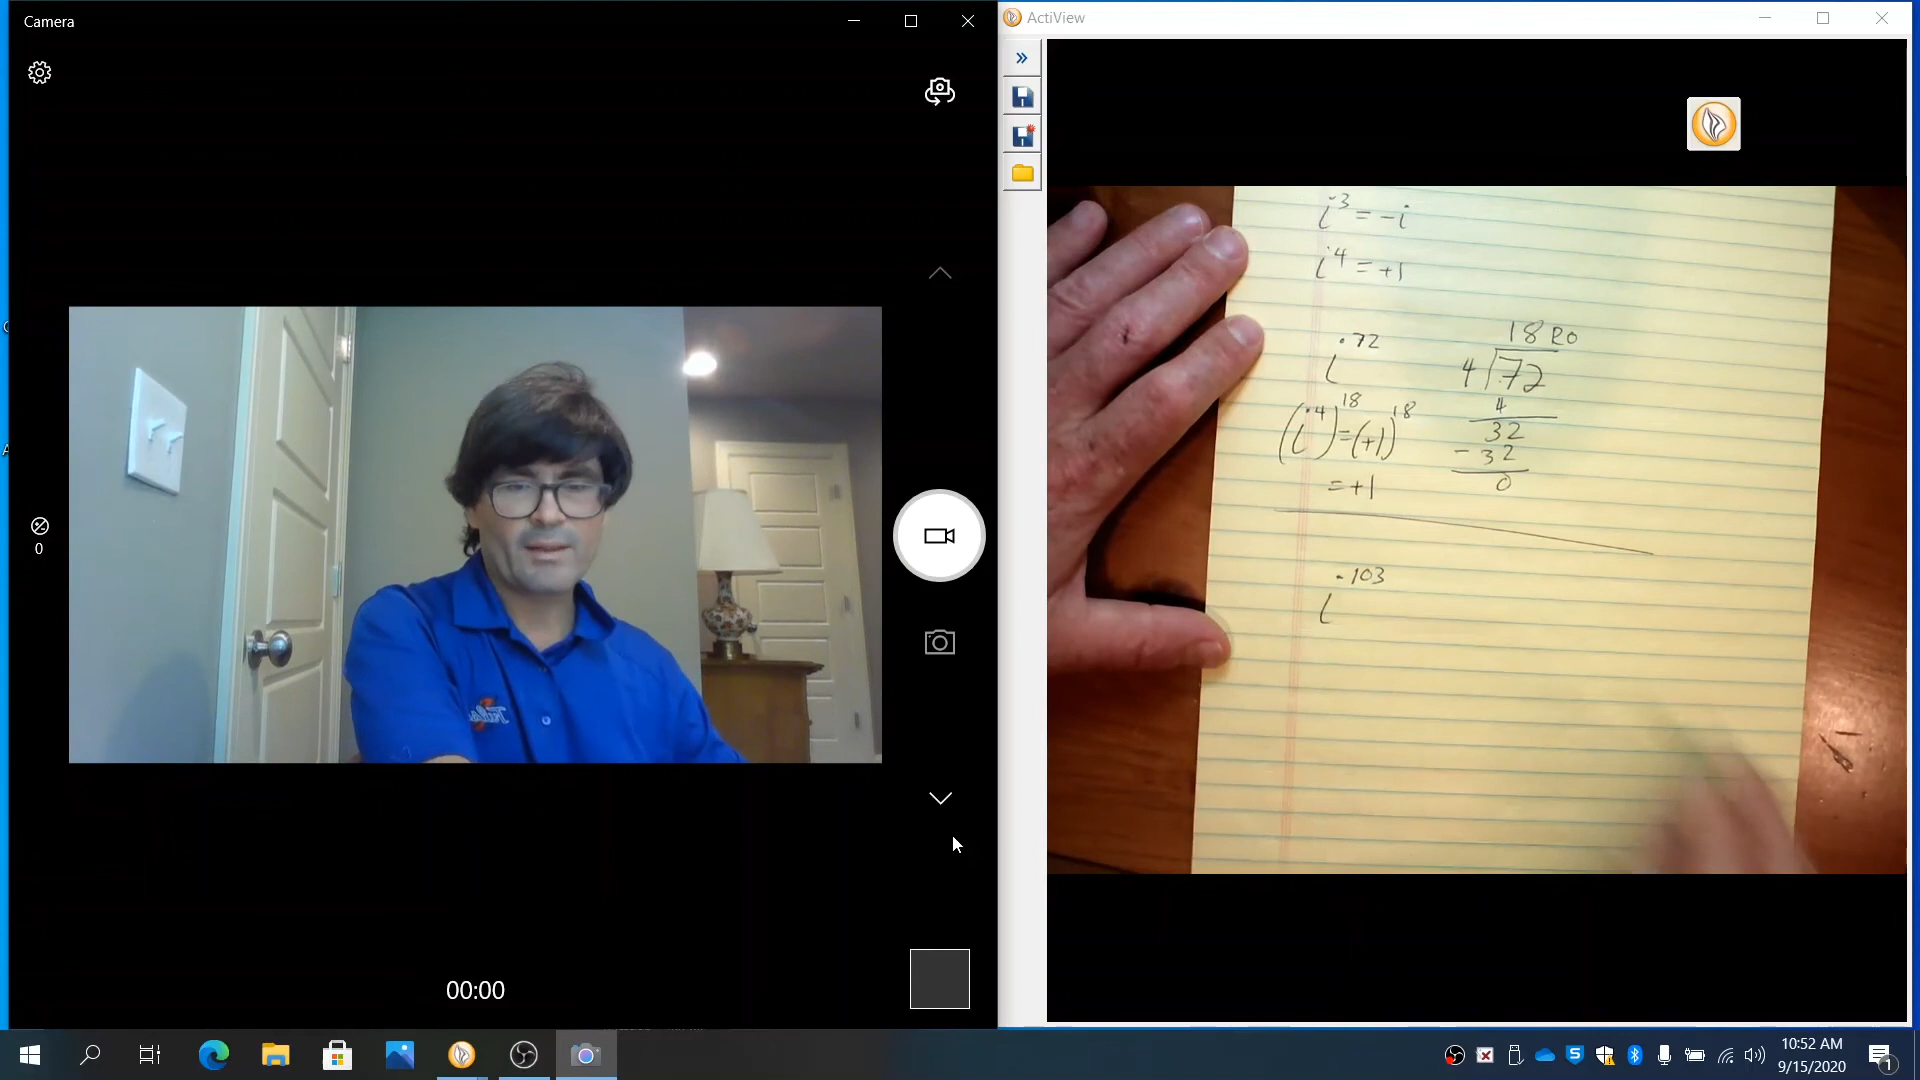 Camera
ActiView
i³ = -i
i⁴ = +1
i⁷² 18 R0
4 72
(i⁴)¹⁸ = (+1)¹⁸ 4
32
- 32
= +1 0
i¹⁰³
0
00:00
10:52 AM
9/15/2020
1